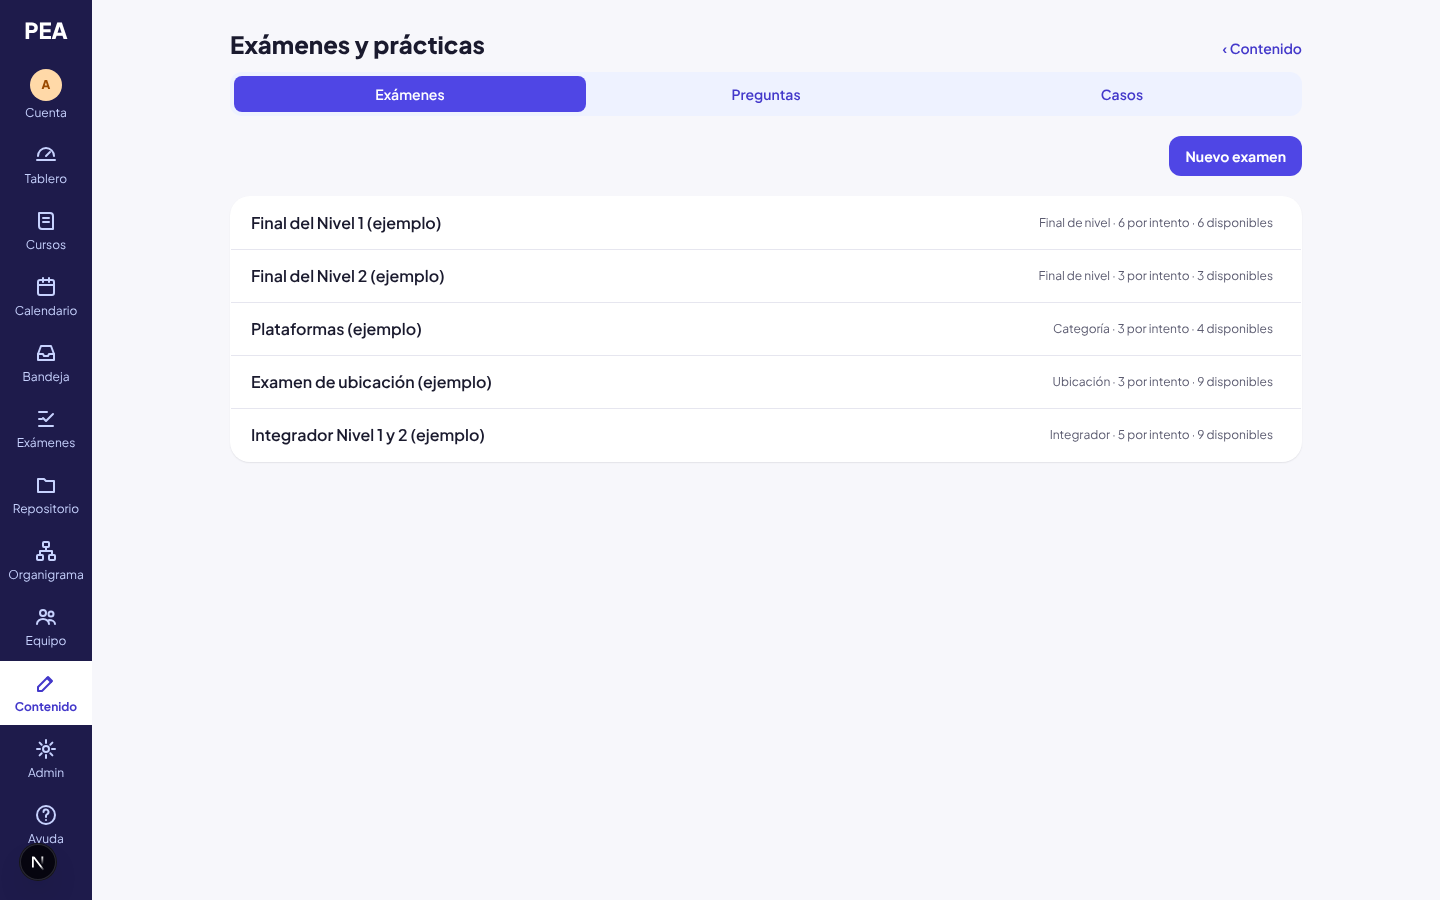 PEA
A
Cuenta
Tablero
Cursos
Calendario
Bandeja
Exámenes
Repositorio
Organigrama
Equipo
Contenido
Admin
Ayuda
N
Exámenes y prácticas
‹ Contenido
Exámenes
Preguntas
Casos
Nuevo examen
Final del Nivel 1 (ejemplo)
Final de nivel · 6 por intento · 6 disponibles
Final del Nivel 2 (ejemplo)
Final de nivel · 3 por intento · 3 disponibles
Plataformas (ejemplo)
Categoría · 3 por intento · 4 disponibles
Examen de ubicación (ejemplo)
Ubicación · 3 por intento · 9 disponibles
Integrador Nivel 1 y 2 (ejemplo)
Integrador · 5 por intento · 9 disponibles